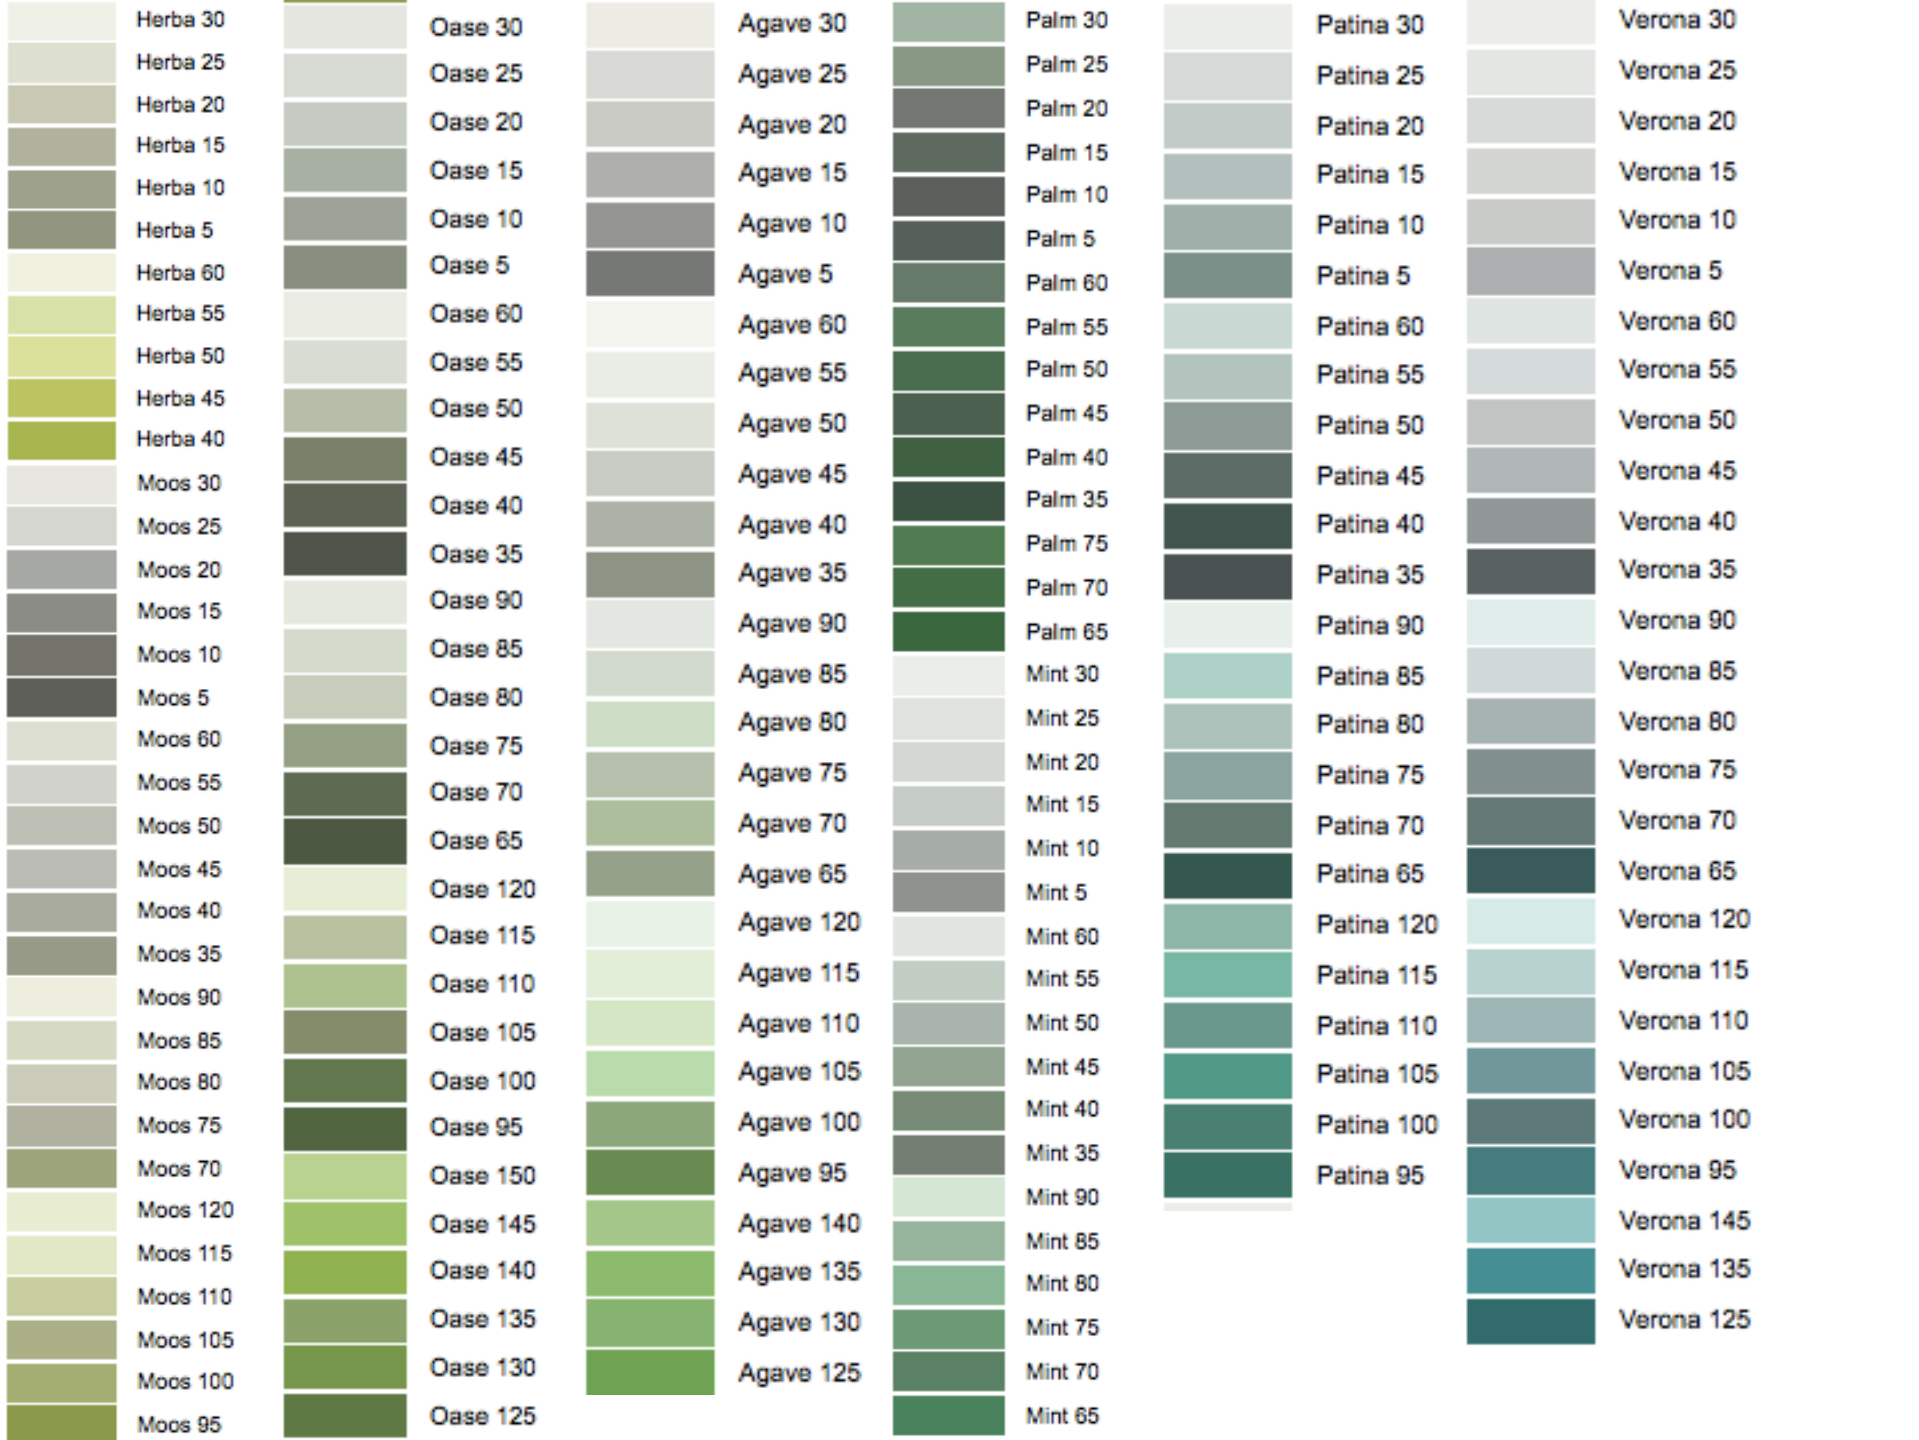 Herba 30
Herba 25
Herba 20
Herba 15
Herba 10
Herba 5
Herba 60
Herba 55
Herba 50
Herba 45
Herba 40
Moos 30
Moos 25
Moos 20
Moos 15
Moos 10
Moos 5
Moos 60
Moos 55
Moos 50
Moos 45
Moos 40
Moos 35
Moos 90
Moos 85
Moos 80
Moos 75
Moos 70
Moos 120
Moos 115
Moos 110
Moos 105
Moos 100
Moos 95
Oase 30
Oase 25
Oase 20
Oase 15
Oase 10
Oase 5
Oase 60
Oase 55
Oase 50
Oase 45
Oase 40
Oase 35
Oase 90
Oase 85
Oase 80
Oase 75
Oase 70
Oase 65
Oase 120
Oase 115
Oase 110
Oase 105
Oase 100
Oase 95
Oase 150
Oase 145
Oase 140
Oase 135
Oase 130
Oase 125
Agave 30
Agave 25
Agave 20
Agave 15
Agave 10
Agave 5
Agave 60
Agave 55
Agave 50
Agave 45
Agave 40
Agave 35
Agave 90
Agave 85
Agave 80
Agave 75
Agave 70
Agave 65
Agave 120
Agave 115
Agave 110
Agave 105
Agave 100
Agave 95
Agave 140
Agave 135
Agave 130
Agave 125
Palm 30
Palm 25
Palm 20
Palm 15
Palm 10
Palm 5
Palm 60
Palm 55
Palm 50
Palm 45
Palm 40
Palm 35
Palm 75
Palm 70
Palm 65
Mint 30
Mint 25
Mint 20
Mint 15
Mint 10
Mint 5
Mint 60
Mint 55
Mint 50
Mint 45
Mint 40
Mint 35
Mint 90
Mint 85
Mint 80
Mint 75
Mint 70
Mint 65
Patina 30
Patina 25
Patina 20
Patina 15
Patina 10
Patina 5
Patina 60
Patina 55
Patina 50
Patina 45
Patina 40
Patina 35
Patina 90
Patina 85
Patina 80
Patina 75
Patina 70
Patina 65
Patina 120
Patina 115
Patina 110
Patina 105
Patina 100
Patina 95
Verona 30
Verona 25
Verona 20
Verona 15
Verona 10
Verona 5
Verona 60
Verona 55
Verona 50
Verona 45
Verona 40
Verona 35
Verona 90
Verona 85
Verona 80
Verona 75
Verona 70
Verona 65
Verona 120
Verona 115
Verona 110
Verona 105
Verona 100
Verona 95
Verona 145
Verona 135
Verona 125